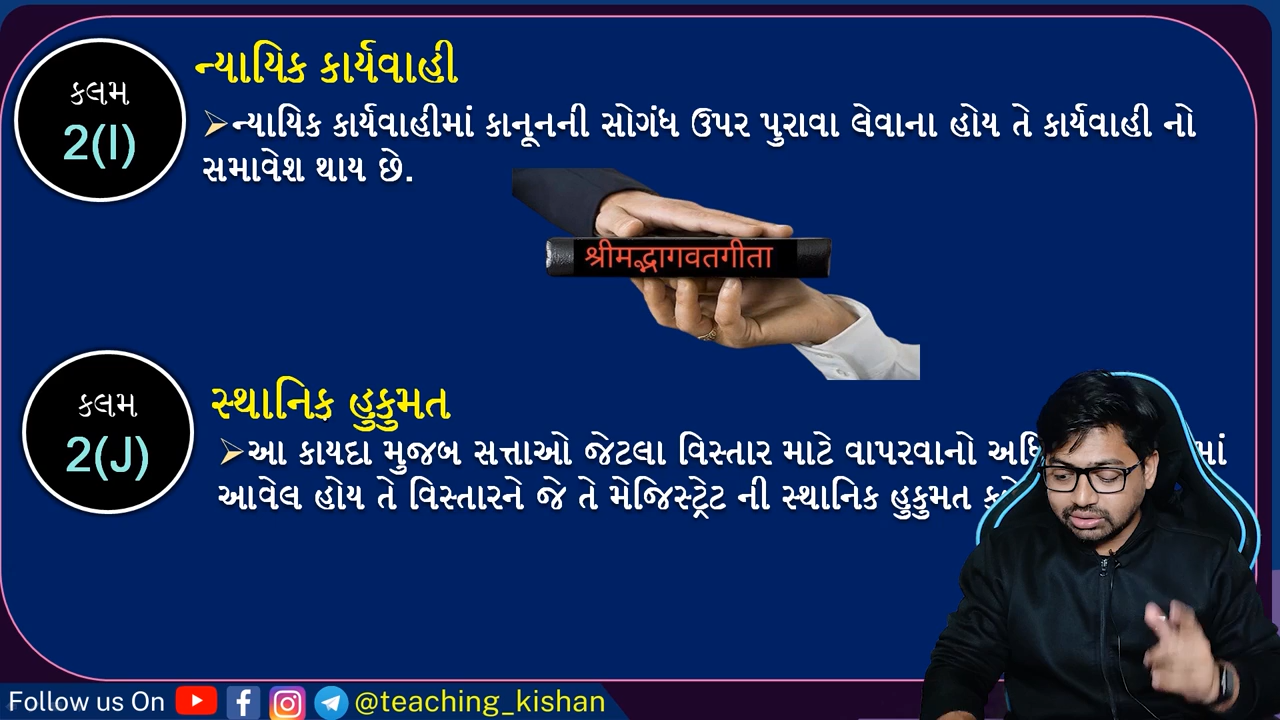 કલમ
2(I)
ન્યાયિક કાર્યવાહી
➢ન્યાયિક કાર્યવાહીમાં કાનૂનની સોગંધ ઉપર પુરાવા લેવાના હોય તે કાર્યવાહી નો
સમાવેશ થાય છે.
श्रीमद्भागवतगीता
કલમ
2(J)
સ્થાનિક હુકુમત
➢આ કાયદા મુજબ સત્તાઓ જેટલા વિસ્તાર માટે વાપરવાનો
આવેલ હોય તે વિસ્તારને જે તે મેજિસ્ટ્રેટ ની સ્થાનિક હુકુમત
Follow us On
@teaching_kishan